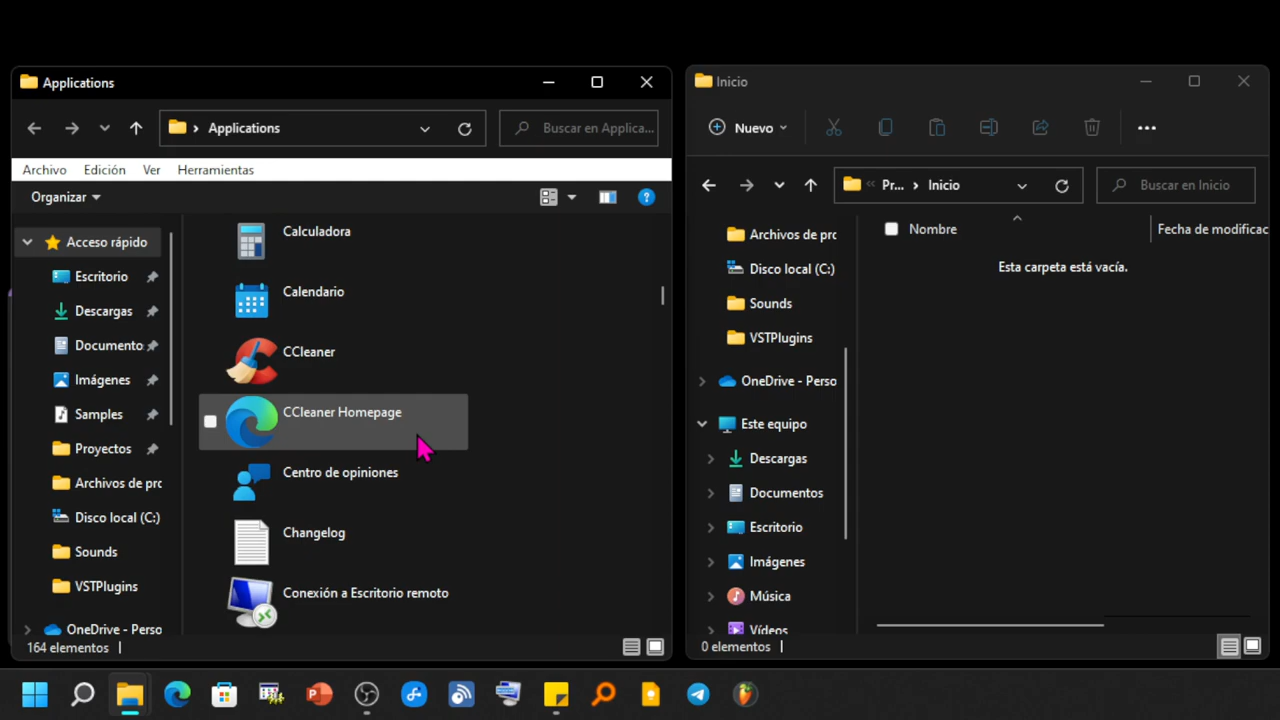 Applications
Applications
Buscar en Applica...
Archivo Edición Ver Herramientas
Organizar
Acceso rápido
Escritorio
Descargas
Documento
Imágenes
Samples
Proyectos
Archivos de prc
Disco local (C:)
Sounds
VSTPlugins
OneDrive - Perso
Calculadora
Calendario
CCleaner
CCleaner Homepage
Centro de opiniones
Changelog
Conexión a Escritorio remoto
164 elementos
Inicio
Nuevo
Pr... Inicio
Buscar en Inicio
Archivos de prc
Disco local (C:)
Sounds
VSTPlugins
OneDrive - Perso
Este equipo
Descargas
Documentos
Escritorio
Imágenes
Música
Vídeos
Nombre Fecha de modificac
Esta carpeta está vacía.
0 elementos